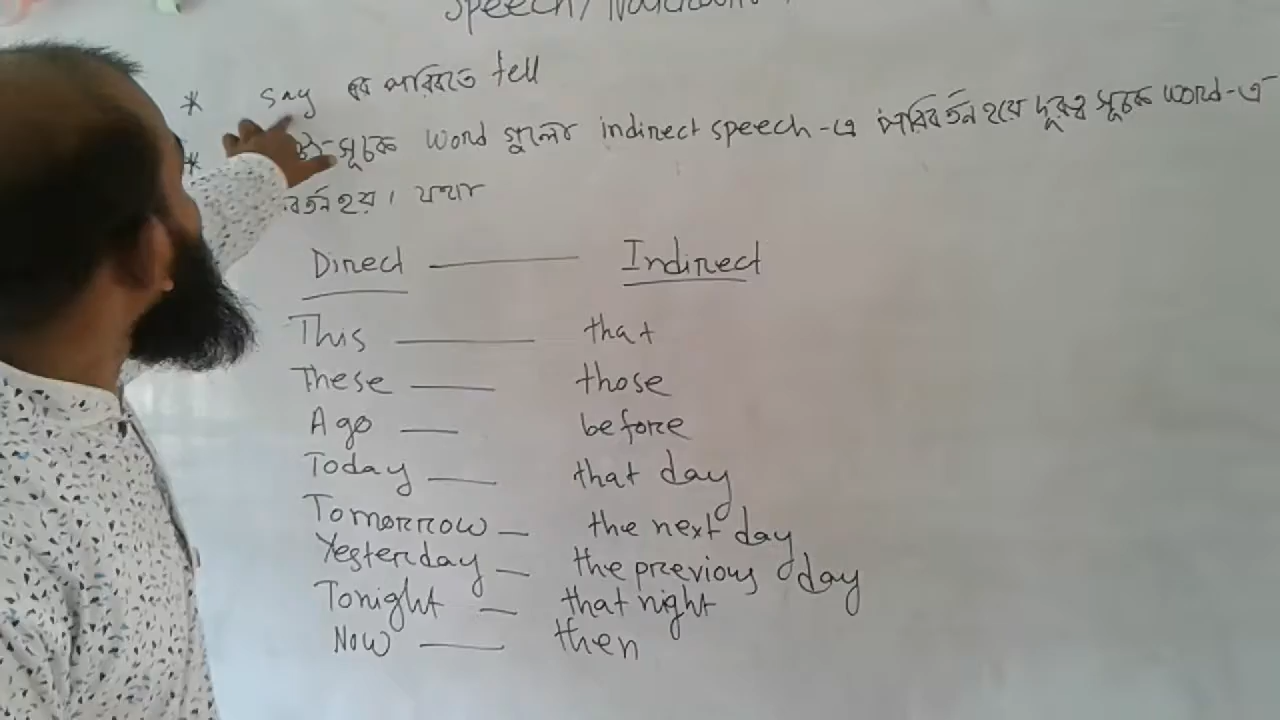 Speech/Narration
* Say এর পরিবর্তে tell
* সূচক word গুলোর indirect speech-এ পরিবর্তন হয়ে দূরত্ব সূচক word-এ
বর্তন হয়। যথাঃ
Direct — Indirect
This — that
These — those
Ago — before
Today — that day
Tomorrow — the next day
Yesterday — the previous day
Tonight — that night
Now — then